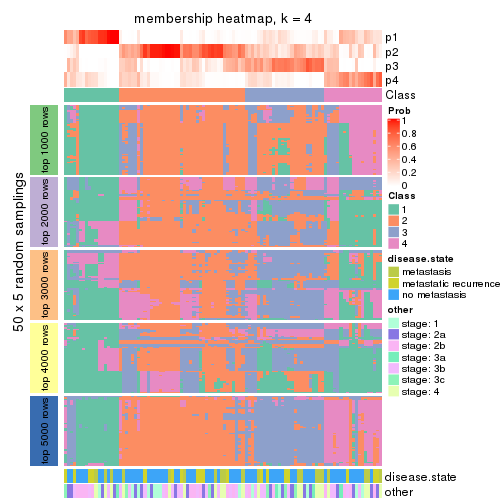 membership heatmap, k = 4
p1
p2
p3
p4
Class
50 x 5 random samplings
top 1000 rows
top 2000 rows
top 3000 rows
top 4000 rows
top 5000 rows
disease.state
other
Prob
1
0.8
0.6
0.4
0.2
0
Class
1
2
3
4
disease.state
metastasis
metastatic recurrence
no metastasis
other
stage: 1
stage: 2a
stage: 2b
stage: 3a
stage: 3b
stage: 3c
stage: 4